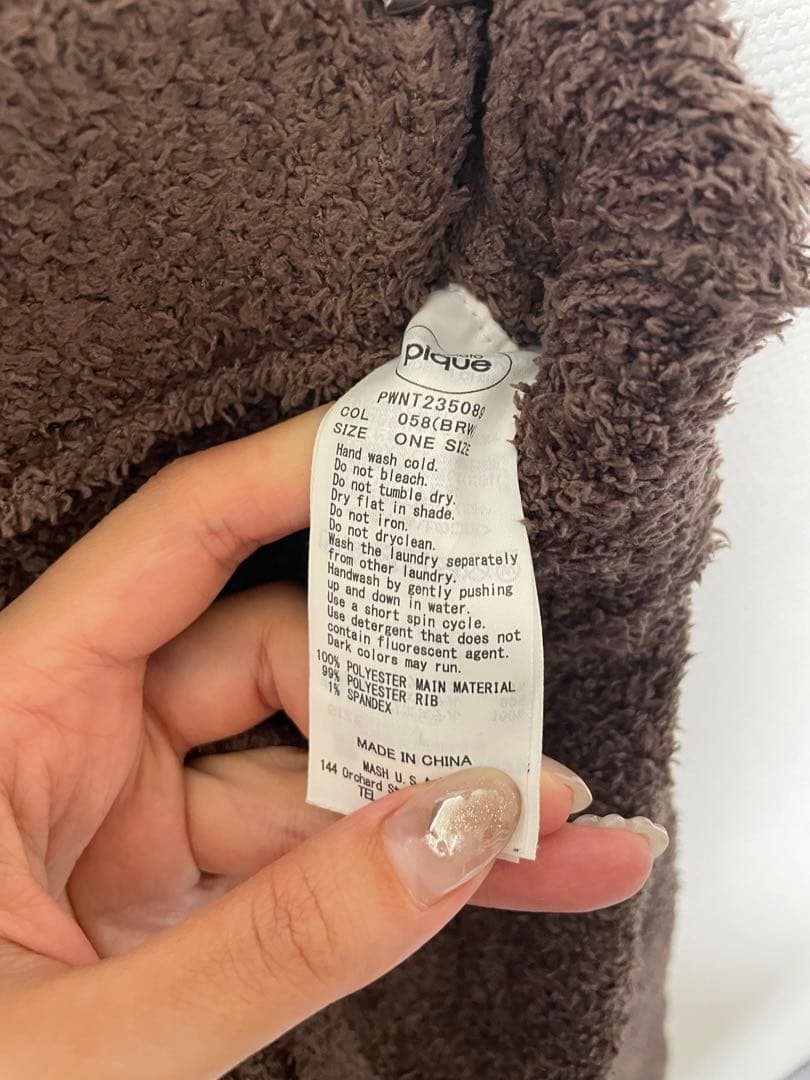 pique
PWNT235089
COL 058(BRW
SIZE ONE SIZE
Hand wash cold.
Do not bleach.
Do not tumble dry.
Dry flat in shade.
Do not iron.
Do not dryclean.
Wash the laundry separately
from other laundry.
Handwash by gently pushing
up and down in water.
Use a short spin cycle.
Use detergent that does not
contain fluorescent agent.
Dark colors may run.
100% POLYESTER MAIN MATERIAL
99% POLYESTER RIB
1% SPANDEX
MADE IN CHINA
MASH U.S.
144 Orchard
TEL